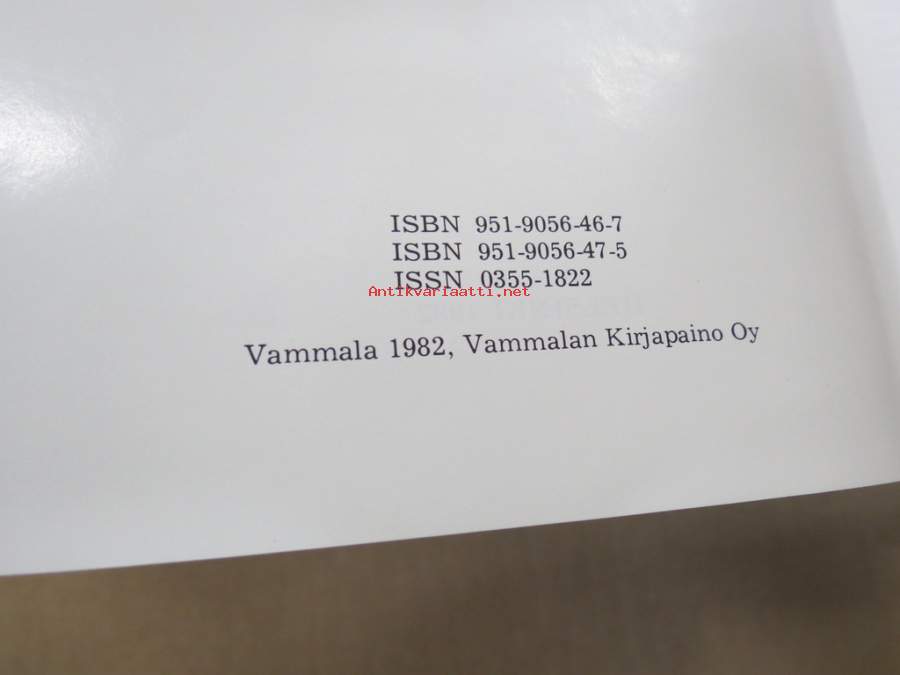 ISBN 951-9056-46-7
ISBN 951-9056-47-5
ISSN 0355-1822
Antikvariaatti.net
Vammala 1982, Vammalan Kirjapaino Oy